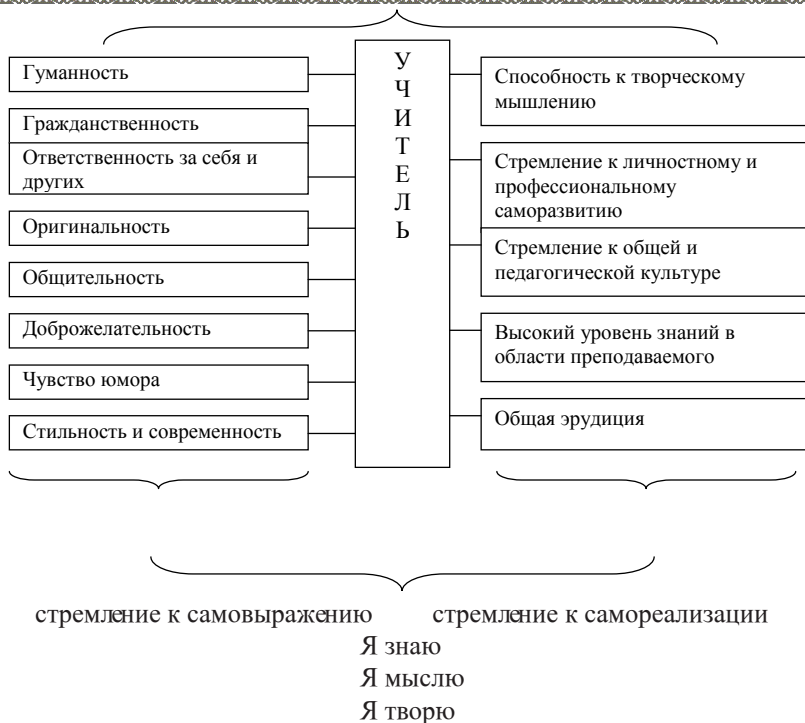 У
Ч
И
Т
Е
Л
Ь
Гуманность
Гражданственность
Ответственность за себя и
других
Оригинальность
Общительность
Доброжелательность
Чувство юмора
Стильность и современность
Способность к творческому
мышлению
Стремление к личностному и
профессиональному
саморазвитию
Стремление к общей и
педагогической культуре
Высокий уровень знаний в
области преподаваемого
Общая эрудиция
стремление к самовыражению стремление к самореализации
Я знаю
Я мыслю
Я творю